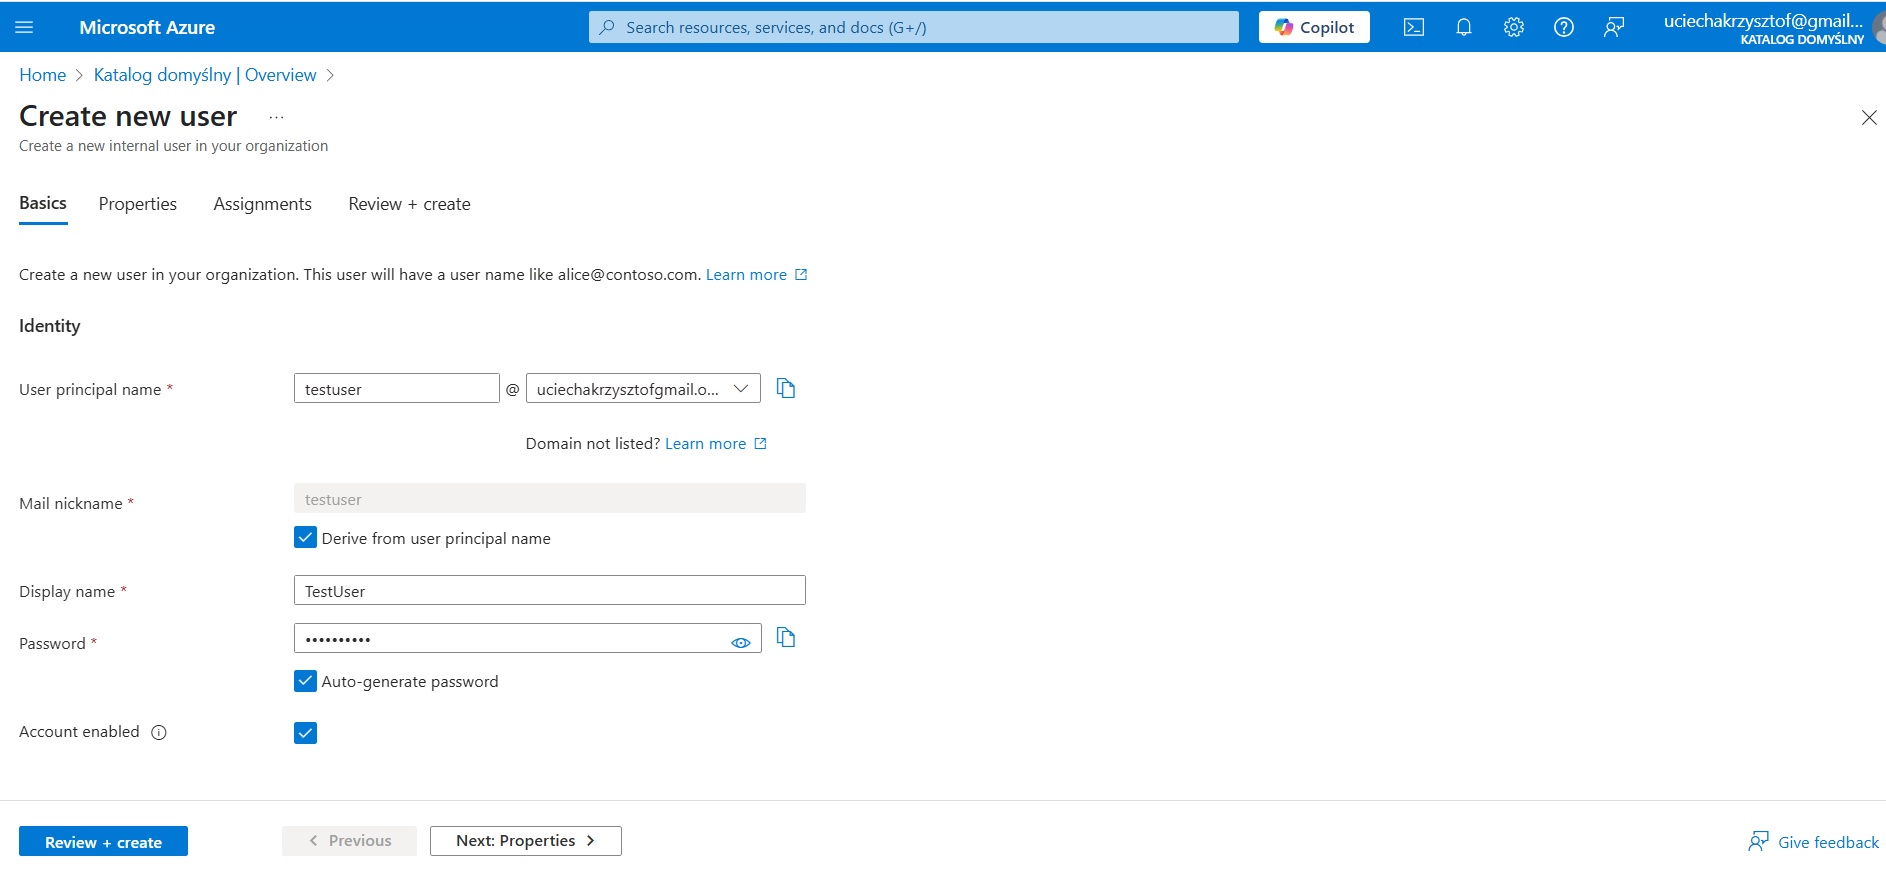 Microsoft Azure
Search resources, services, and docs (G+/)
Copilot
uciechakrzysztof@gmail...
KATALOG DOMYŚLNY
Home > Katalog domyślny | Overview >
Create new user ...
Create a new internal user in your organization
Basics Properties Assignments Review + create
Create a new user in your organization. This user will have a user name like alice@contoso.com. Learn more
Identity
User principal name * testuser @ uciechakrzysztofgmail.o...
Domain not listed? Learn more
Mail nickname * testuser
Derive from user principal name
Display name * TestUser
Password * ••••••••••
Auto-generate password
Account enabled
Review + create < Previous Next: Properties > Give feedback